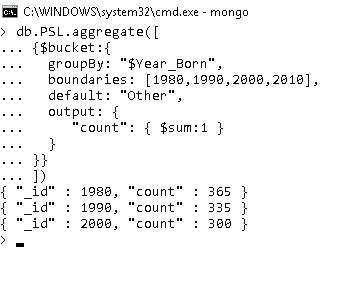 C:\WINDOWS\system32\cmd.exe - mongo
> db.PSL.aggregate([
... {$bucket:{
...     groupBy: "$Year_Born",
...     boundaries: [1980,1990,2000,2010],
...     default: "Other",
...     output: {
...         "count": { $sum:1 }
...     }
... }}
... ])
{ "_id" : 1980, "count" : 365 }
{ "_id" : 1990, "count" : 335 }
{ "_id" : 2000, "count" : 300 }
>